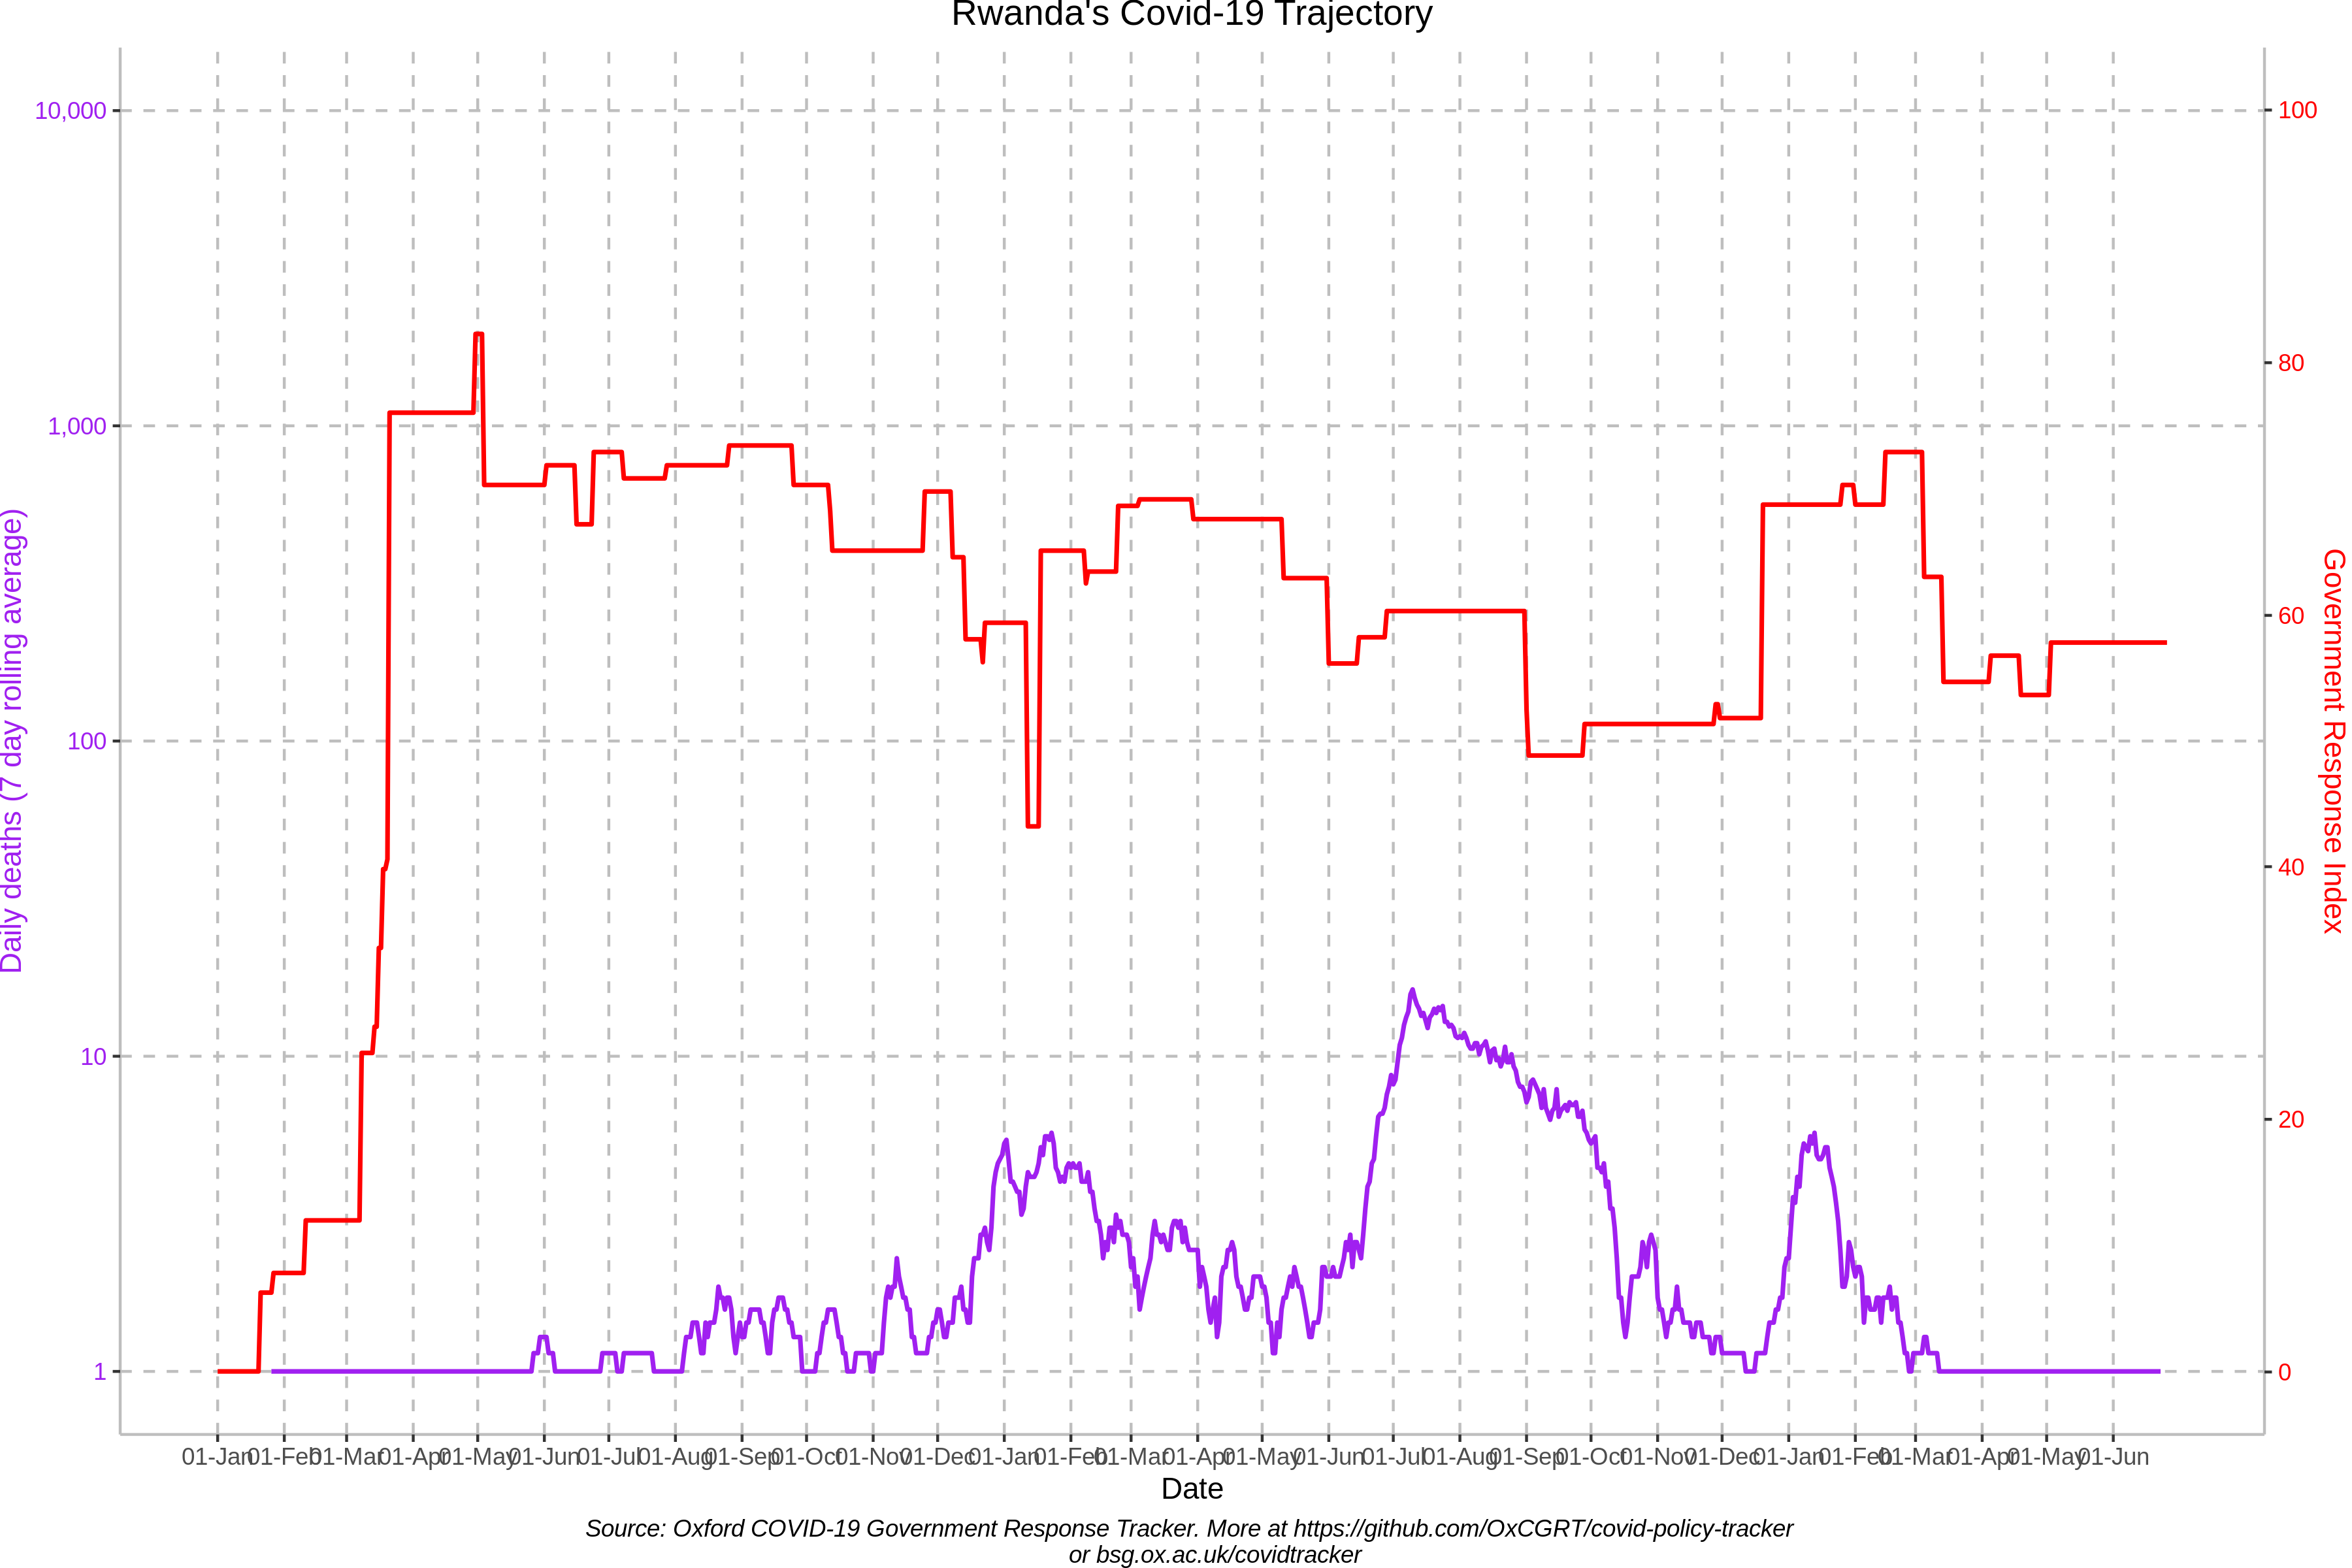 Rwanda's Covid-19 Trajectory
10,000
1,000
100
10
1
Daily deaths (7 day rolling average)
100
80
60
40
20
0
Government Response Index
01-Jan 01-Feb 01-Mar 01-Apr 01-May 01-Jun 01-Jul 01-Aug 01-Sep 01-Oct 01-Nov 01-Dec 01-Jan 01-Feb 01-Mar 01-Apr 01-May 01-Jun 01-Jul 01-Aug 01-Sep 01-Oct 01-Nov 01-Dec 01-Jan 01-Feb 01-Mar 01-Apr 01-May 01-Jun
Date
Source: Oxford COVID-19 Government Response Tracker. More at https://github.com/OxCGRT/covid-policy-tracker
or bsg.ox.ac.uk/covidtracker